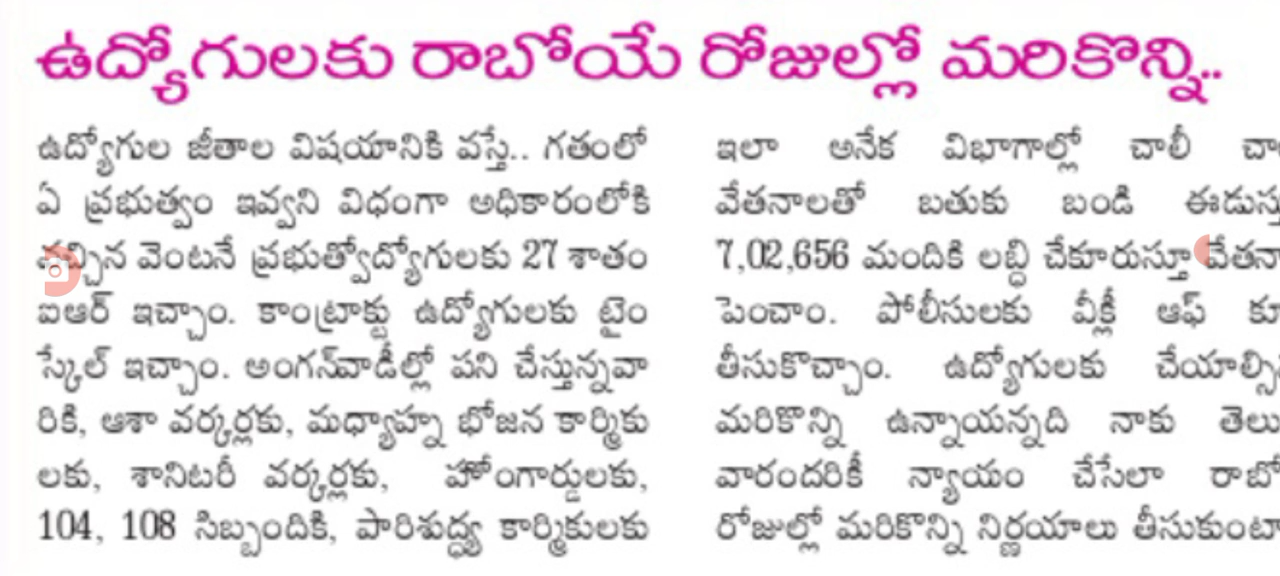 ఉద్యోగులకు రాబోయే రోజుల్లో మరికొన్ని..
ఉద్యోగుల జీతాల విషయానికి వస్తే.. గతంలో
ఏ ప్రభుత్వం ఇవ్వని విధంగా అధికారంలోకి
వచ్చిన వెంటనే ప్రభుత్వోద్యోగులకు 27 శాతం
ఐఆర్ ఇచ్చాం. కాంట్రాక్టు ఉద్యోగులకు టైం
స్కేల్ ఇచ్చాం. అంగన్‌వాడీల్లో పని చేస్తున్నవా
రికి, ఆశా వర్కర్లకు, మధ్యాహ్న భోజన కార్మికు
లకు, శానిటరీ వర్కర్లకు, హోంగార్డులకు,
104, 108 సిబ్బందికి, పారిశుద్ధ్య కార్మికులకు
ఇలా అనేక విభాగాల్లో చాలీ
వేతనాలతో బతుకు బండి
7,02,656 మందికి లబ్ధి చేకూరుస్తూ
పెంచాం. పోలీసులకు వీక్లీ ఆఫ్
తీసుకొచ్చాం. ఉద్యోగులకు
మరికొన్ని ఉన్నాయన్నది నాకు
వారందరికీ న్యాయం చేసేలా
రోజుల్లో మరికొన్ని నిర్ణయాలు